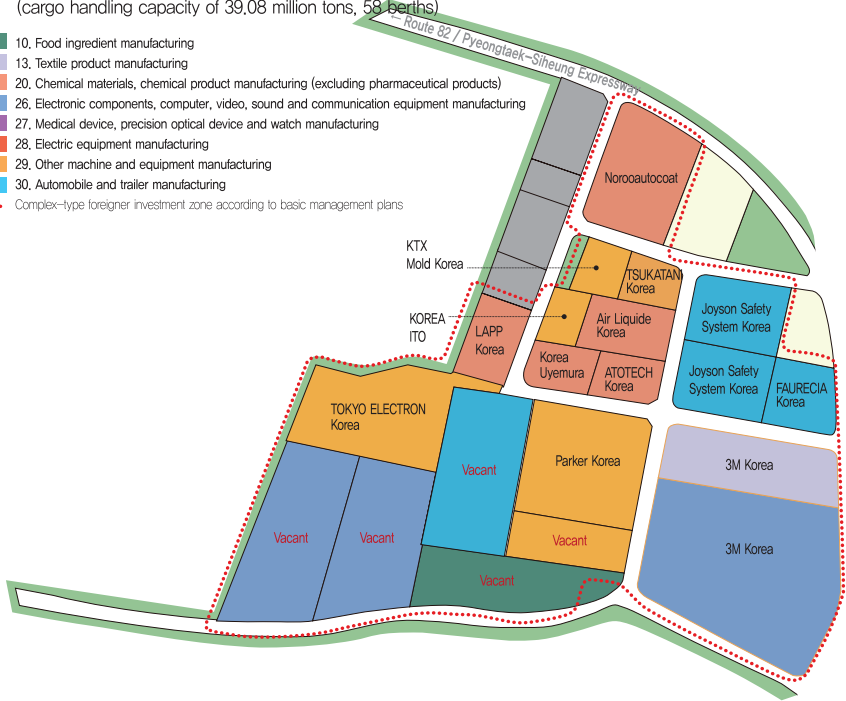 (cargo handling capacity of 39.08 million tons, 58 berths)
← Route 82 / Pyeongtaek-Siheung Expressway
10. Food ingredient manufacturing
13. Textile product manufacturing
20. Chemical materials, chemical product manufacturing (excluding pharmaceutical products)
26. Electronic components, computer, video, sound and communication equipment manufacturing
27. Medical device, precision optical device and watch manufacturing
28. Electric equipment manufacturing
29. Other machine and equipment manufacturing
30. Automobile and trailer manufacturing
Complex-type foreigner investment zone according to basic management plans
Norooautocoat
KTX
Mold Korea
TSUKATANI
Korea
KOREA
ITO
LAPP
Korea
Air Liquide
Korea
Korea
Uyemura
ATOTECH
Korea
Joyson Safety
System Korea
Joyson Safety
System Korea
FAURECIA
Korea
TOKYO ELECTRON
Korea
Vacant
Parker Korea
3M Korea
Vacant
Vacant
Vacant
3M Korea
Vacant